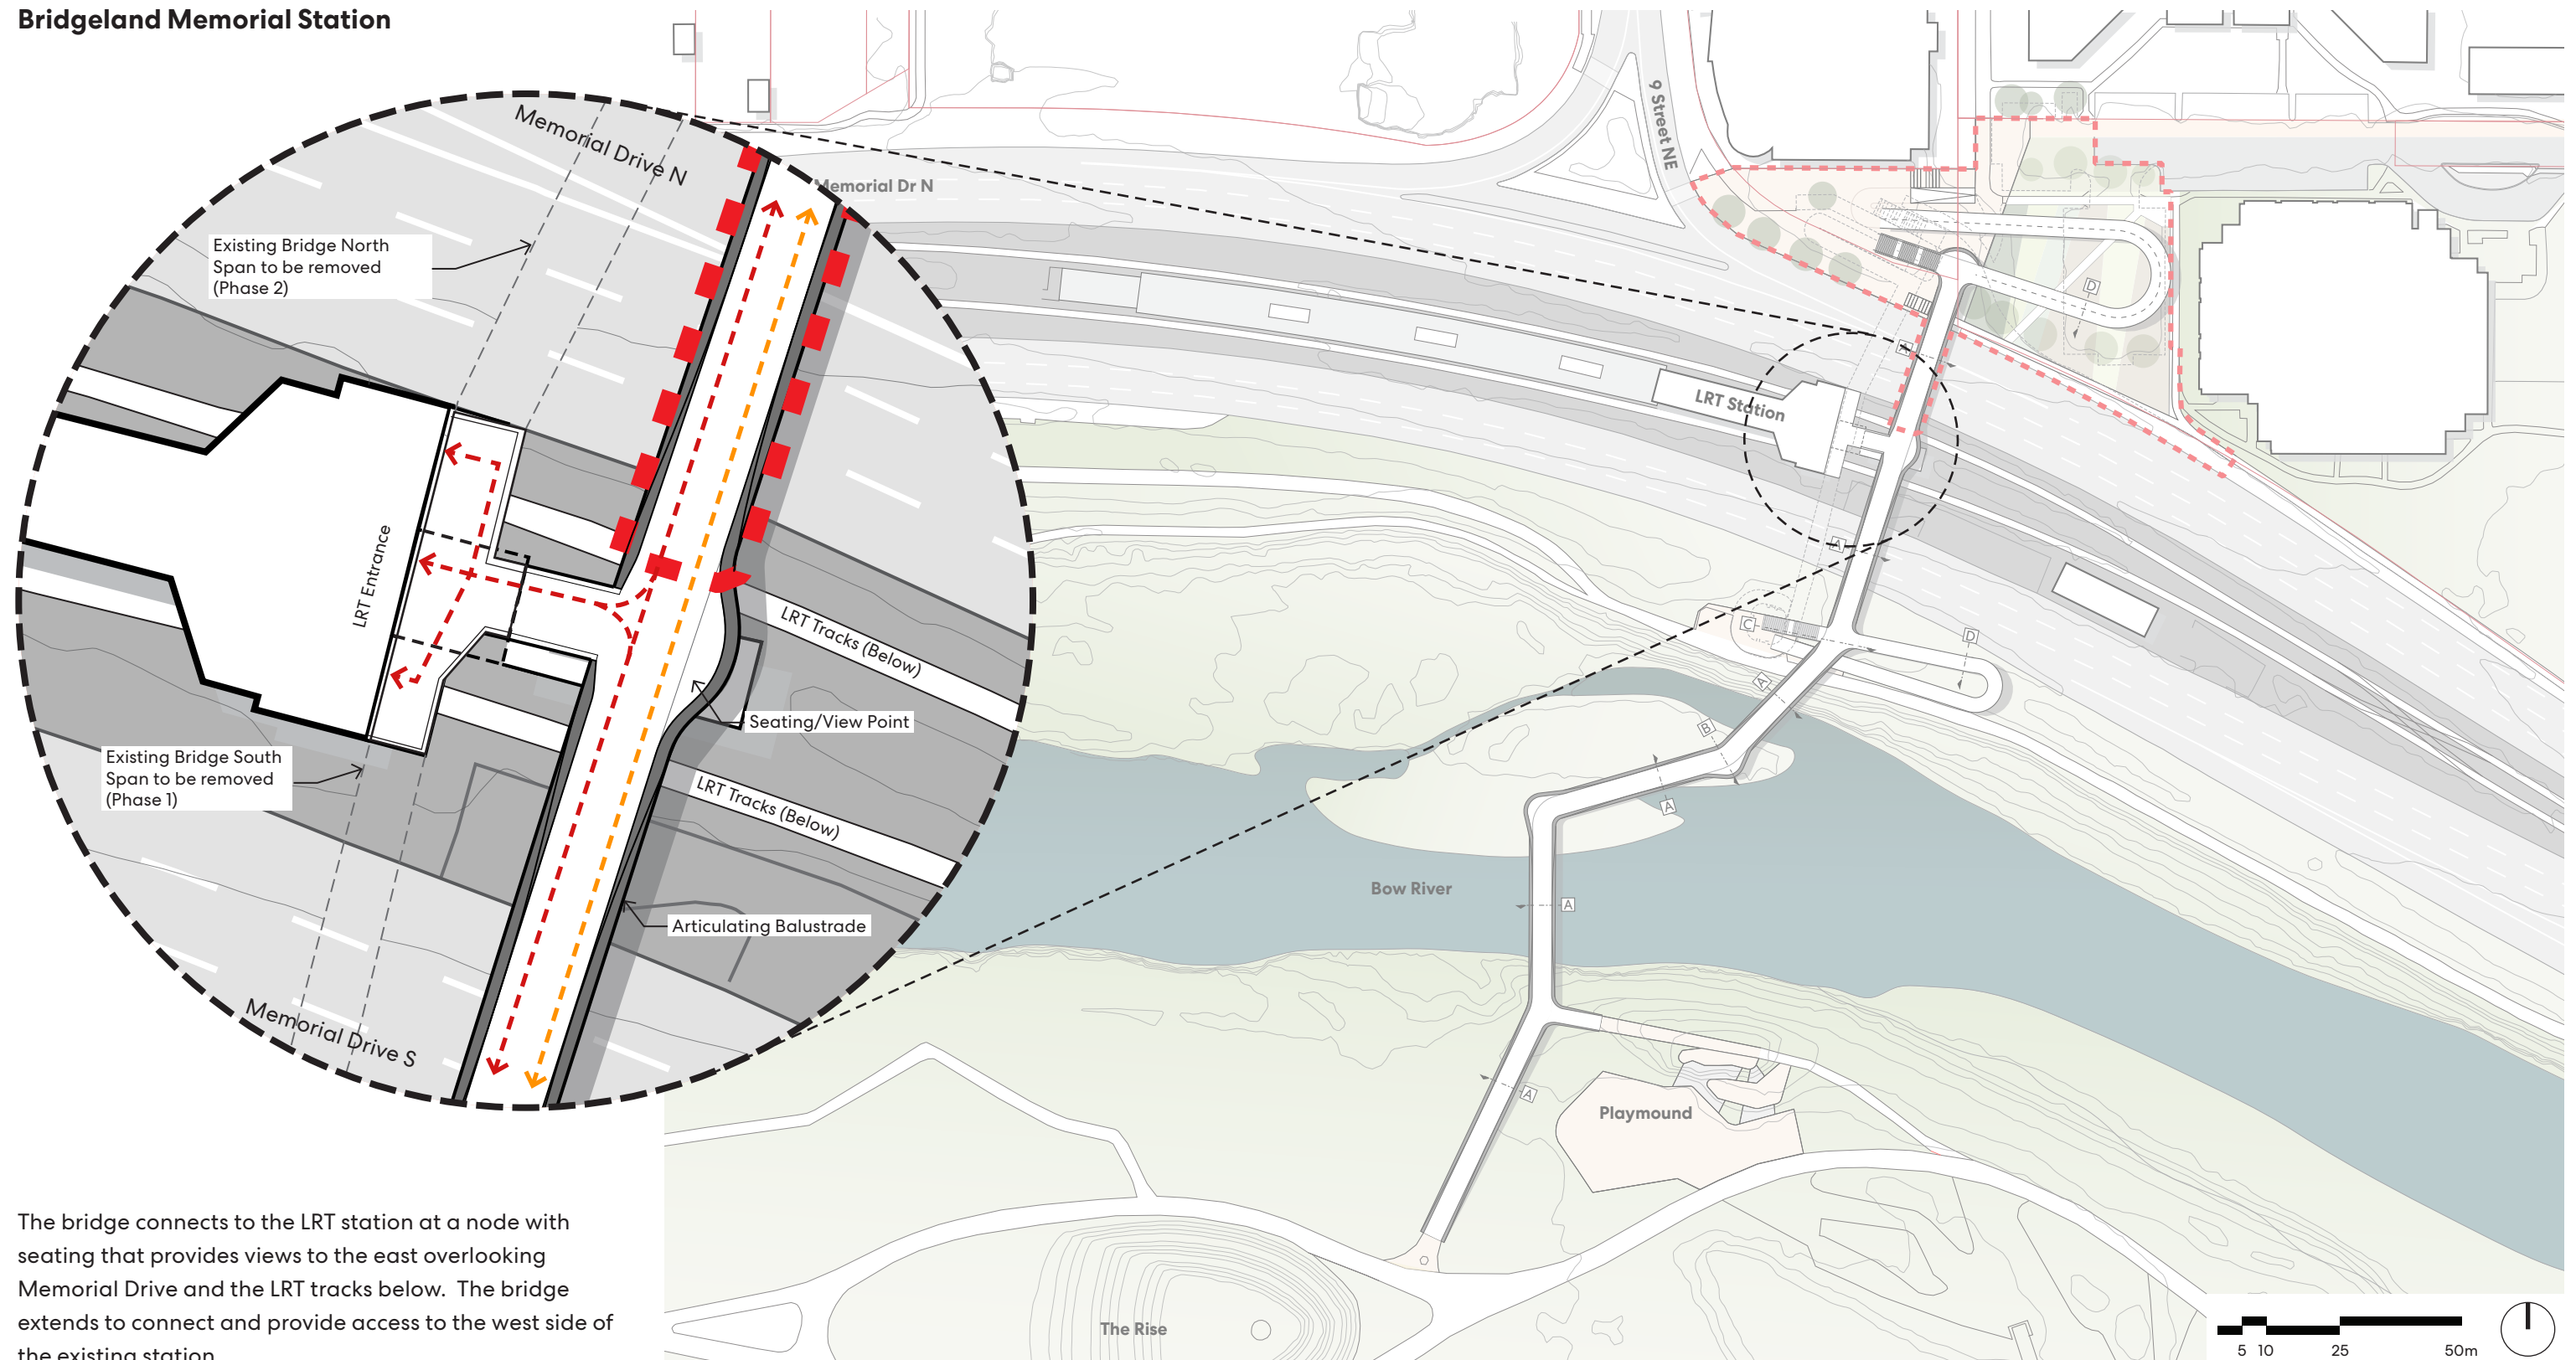 Bridgeland Memorial Station
Memorial Drive N
Existing Bridge North
Span to be removed
(Phase 2)
LRT Entrance
LRT Tracks (Below)
Seating/View Point
Existing Bridge South
Span to be removed
(Phase 1)
LRT Tracks (Below)
Articulating Balustrade
Memorial Drive S
Memorial Dr N
9 Street NE
D
A
LRT Station
A
C
D
A
B
A
Bow River
A
A
Playmound
The Rise
The bridge connects to the LRT station at a node with
seating that provides views to the east overlooking
Memorial Drive and the LRT tracks below. The bridge
extends to connect and provide access to the west side of
the existing station
5 10 25 50m